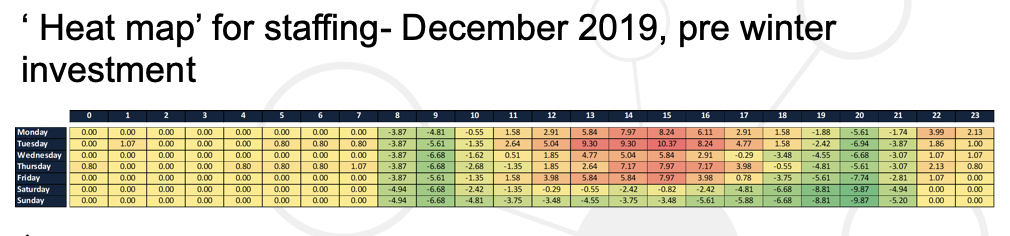 ‘ Heat map’ for staffing- December 2019, pre winter
investment
0 1 2 3 4 5 6 7 8 9 10 11 12 13 14 15 16 17 18 19 20 21 22 23
Monday 0.00 0.00 0.00 0.00 0.00 0.00 0.00 0.00 -3.87 -4.81 -0.55 1.58 2.91 5.84 7.97 8.24 6.11 2.91 1.58 -1.88 -5.61 -1.74 3.99 2.13
Tuesday 0.00 1.07 0.00 0.00 0.00 0.80 0.80 0.80 -3.87 -5.61 -1.35 2.64 5.04 9.30 9.30 10.37 8.24 4.77 1.58 -2.42 -6.94 -3.87 1.86 1.00
Wednesday 0.00 0.00 0.00 0.00 0.00 0.00 0.00 0.00 -3.87 -6.68 -1.62 0.51 1.85 4.77 5.04 5.84 2.91 -0.29 -3.48 -4.55 -6.68 -3.07 1.07 1.07
Thursday 0.80 0.00 0.00 0.80 0.00 0.80 0.80 1.07 -3.87 -6.68 -2.68 -1.35 1.85 2.64 7.17 7.97 7.17 3.98 -0.55 -4.81 -5.61 -3.07 2.13 0.80
Friday 0.00 0.00 0.00 0.00 0.00 0.00 0.00 0.00 -3.87 -5.61 -1.35 1.58 3.98 5.84 5.84 7.97 3.98 0.78 -3.75 -5.61 -7.74 -2.81 1.07 0.00
Saturday 0.00 0.00 0.00 0.00 0.00 0.00 0.00 0.00 -4.94 -6.68 -2.42 -1.35 -0.29 -0.55 -2.42 -0.82 -2.42 -4.81 -6.68 -8.81 -9.87 -4.94 0.00 0.00
Sunday 0.00 0.00 0.00 0.00 0.00 0.00 0.00 0.00 -4.94 -6.68 -4.81 -3.75 -3.48 -4.55 -3.75 -3.48 -5.61 -5.88 -6.68 -8.81 -9.87 -5.20 0.00 0.00